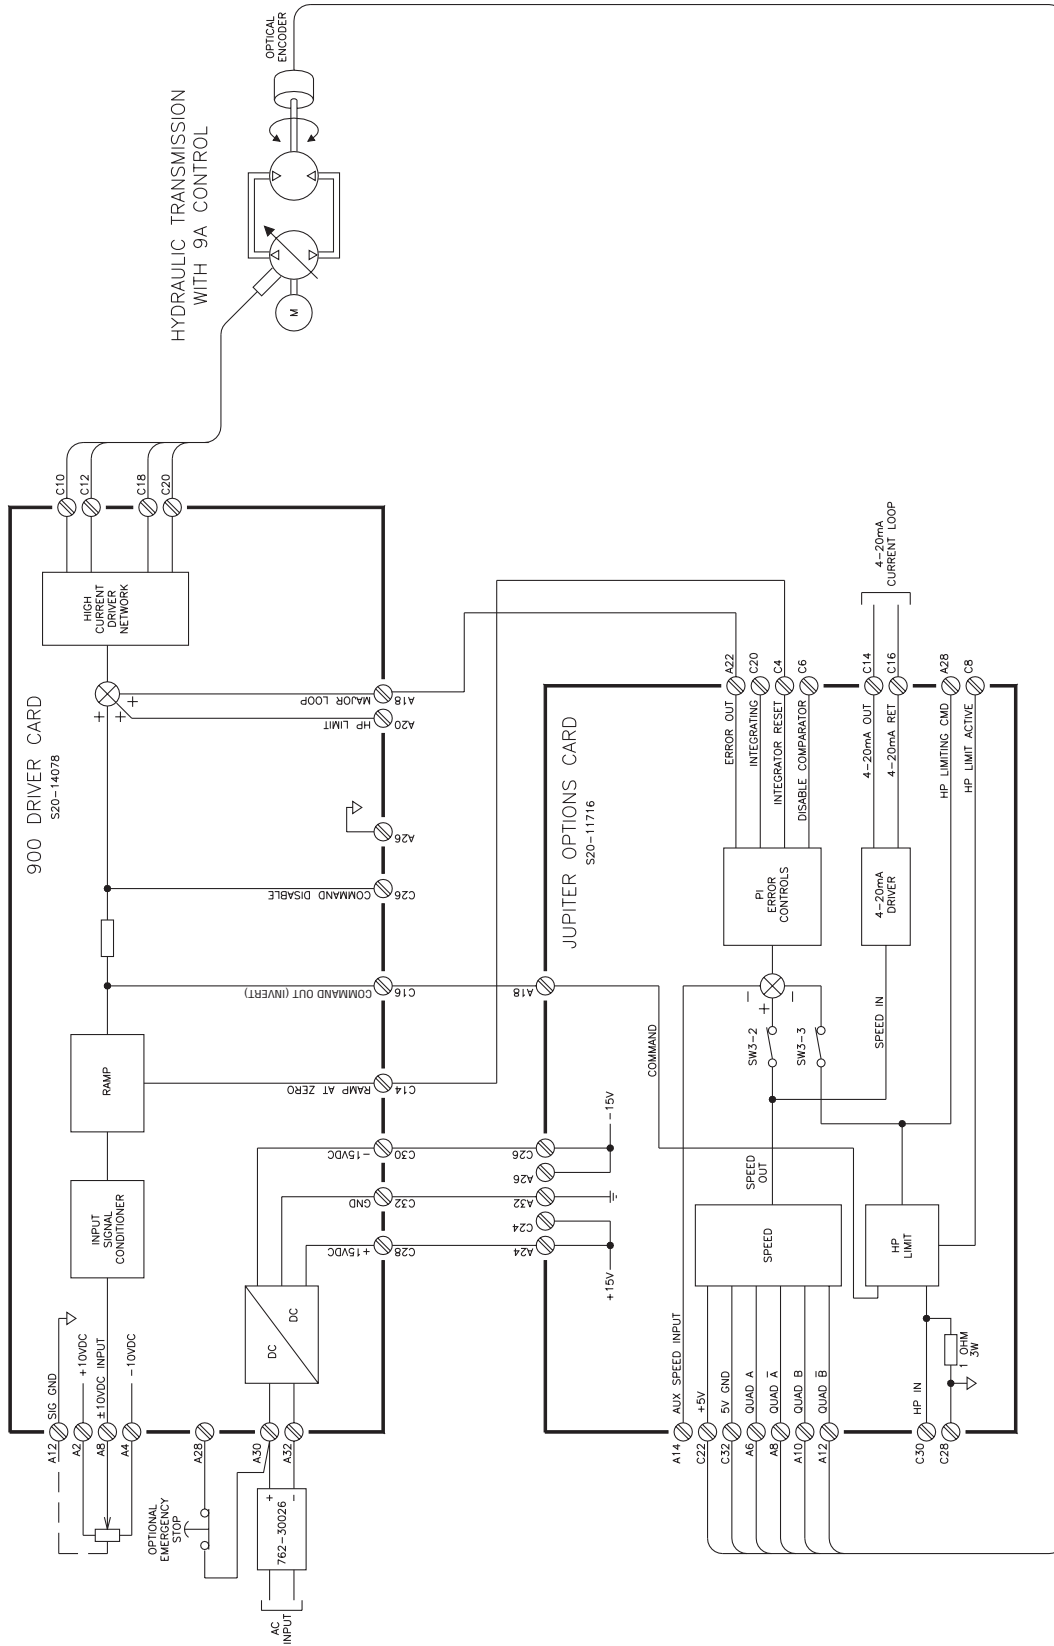 HYDRAULIC TRANSMISSION
WITH 9A CONTROL
OPTICAL
ENCODER
M
900 DRIVER CARD
S20-14078
A12
SIG GND
A2
+10VDC
A8
±10VDC INPUT
A4
-10VDC
INPUT
SIGNAL
CONDITIONER
RAMP
HIGH
CURRENT
DRIVER
NETWORK
+
+
+
C10
C12
C18
C20
OPTIONAL
EMERGENCY
STOP
A28
A30
A32
AC
INPUT
762-30026
+
-
DC
DC
+15VDC
C28
GND
C32
-15VDC
C30
RAMP AT ZERO
C14
COMMAND OUT (INVERT)
C16
COMMAND DISABLE
C26
A26
HP LIMIT
A20
MAJOR LOOP
A18
JUPITER OPTIONS CARD
S20-11716
A24
C24
A32
A26
C26
A18
+15V
-15V
COMMAND
A14
AUX SPEED INPUT
C22
+5V
C32
5V GND
A6
QUAD A
A8
QUAD A̅
A10
QUAD B
A12
QUAD B̅
C30
HP IN
C28
1 OHM
3W
SPEED
SPEED
OUT
HP
LIMIT
SW3-2
SW3-3
SPEED IN
-
+
-
PI
ERROR
CONTROLS
4-20mA
DRIVER
ERROR OUT
A22
INTEGRATING
C20
INTEGRATOR RESET
C4
DISABLE COMPARATOR
C6
4-20mA OUT
C14
4-20mA RET
C16
HP LIMITING CMD
A28
HP LIMIT ACTIVE
C8
4-20mA
CURRENT LOOP